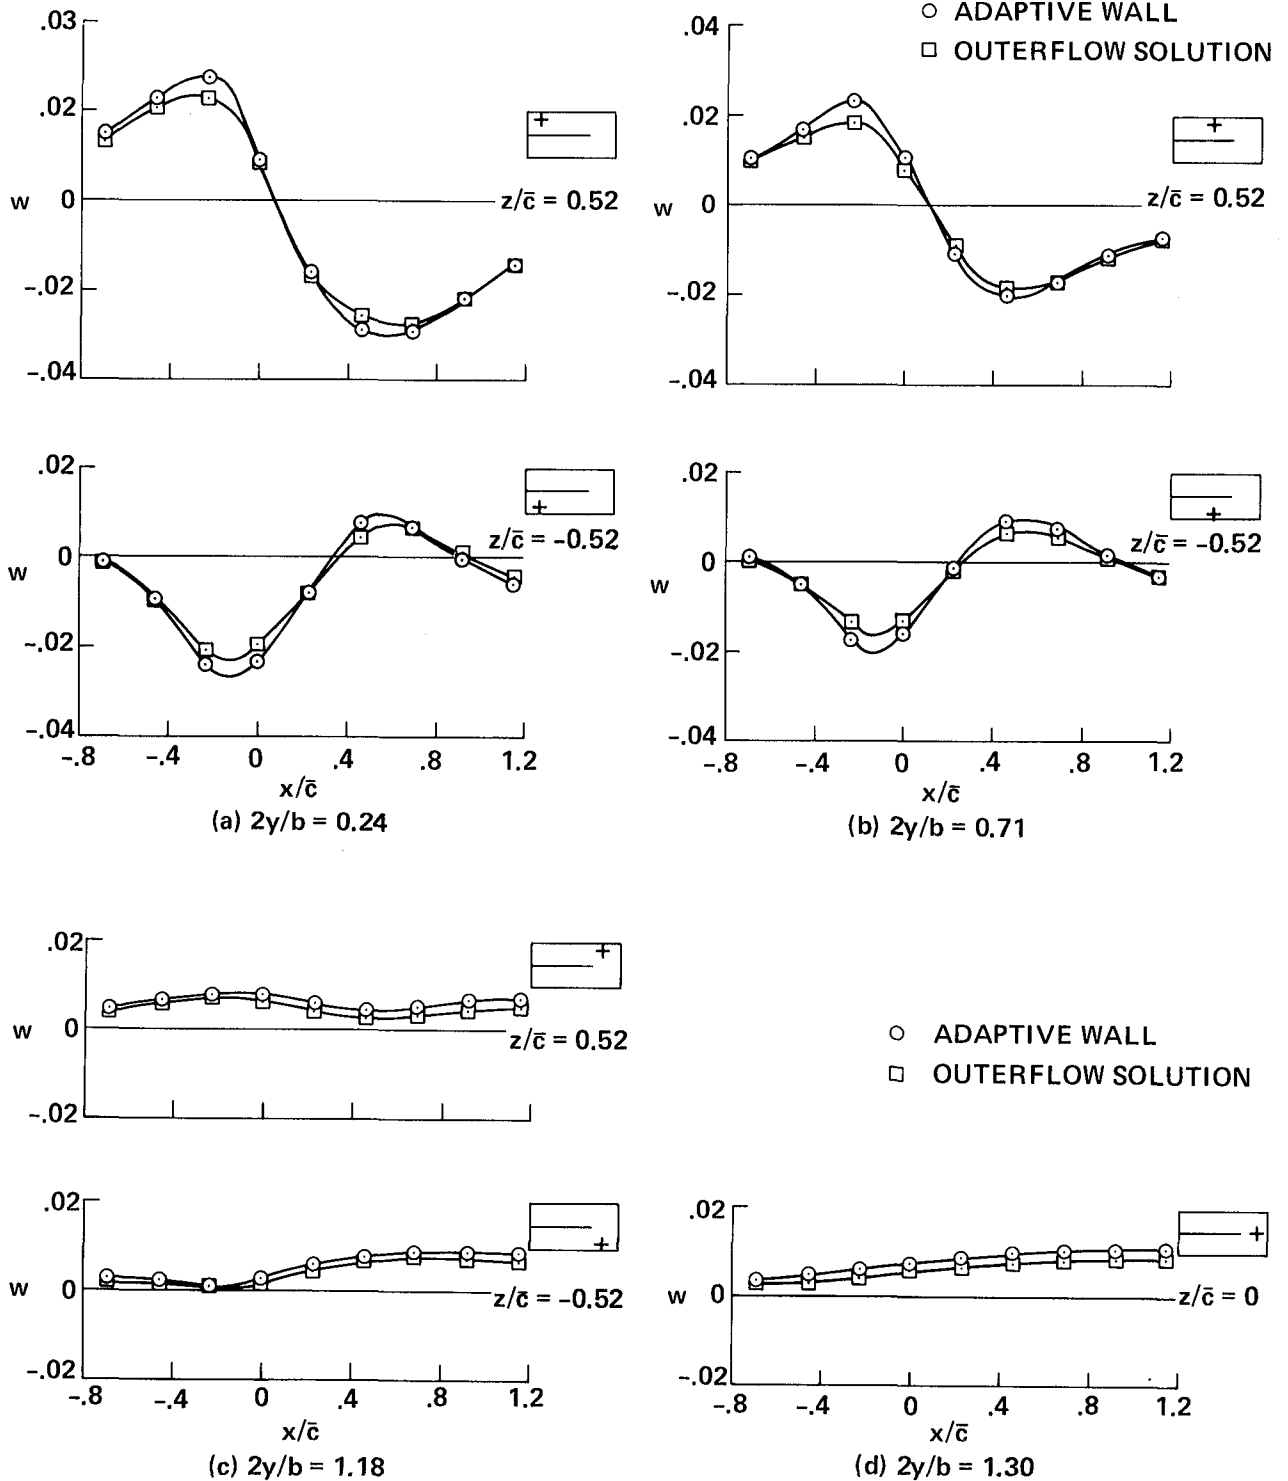 ADAPTIVE WALL
OUTERFLOW SOLUTION
.03
.02
w 0
-.02
-.04
z/c̄ = 0.52
.04
.02
w 0
-.02
-.04
z/c̄ = 0.52
.02
0
w
-.02
-.04
z/c̄ = -0.52
-.8 -.4 0 .4 .8 1.2
x/c̄
(a) 2y/b = 0.24
.02
0
w
-.02
-.04
z/c̄ = -0.52
-.8 -.4 0 .4 .8 1.2
x/c̄
(b) 2y/b = 0.71
.02
w 0
-.02
z/c̄ = 0.52
ADAPTIVE WALL
OUTERFLOW SOLUTION
.02
w 0
-.02
z/c̄ = -0.52
-.8 -.4 0 .4 .8 1.2
x/c̄
(c) 2y/b = 1.18
.02
w 0
-.02
z/c̄ = 0
-.8 -.4 0 .4 .8 1.2
x/c̄
(d) 2y/b = 1.30